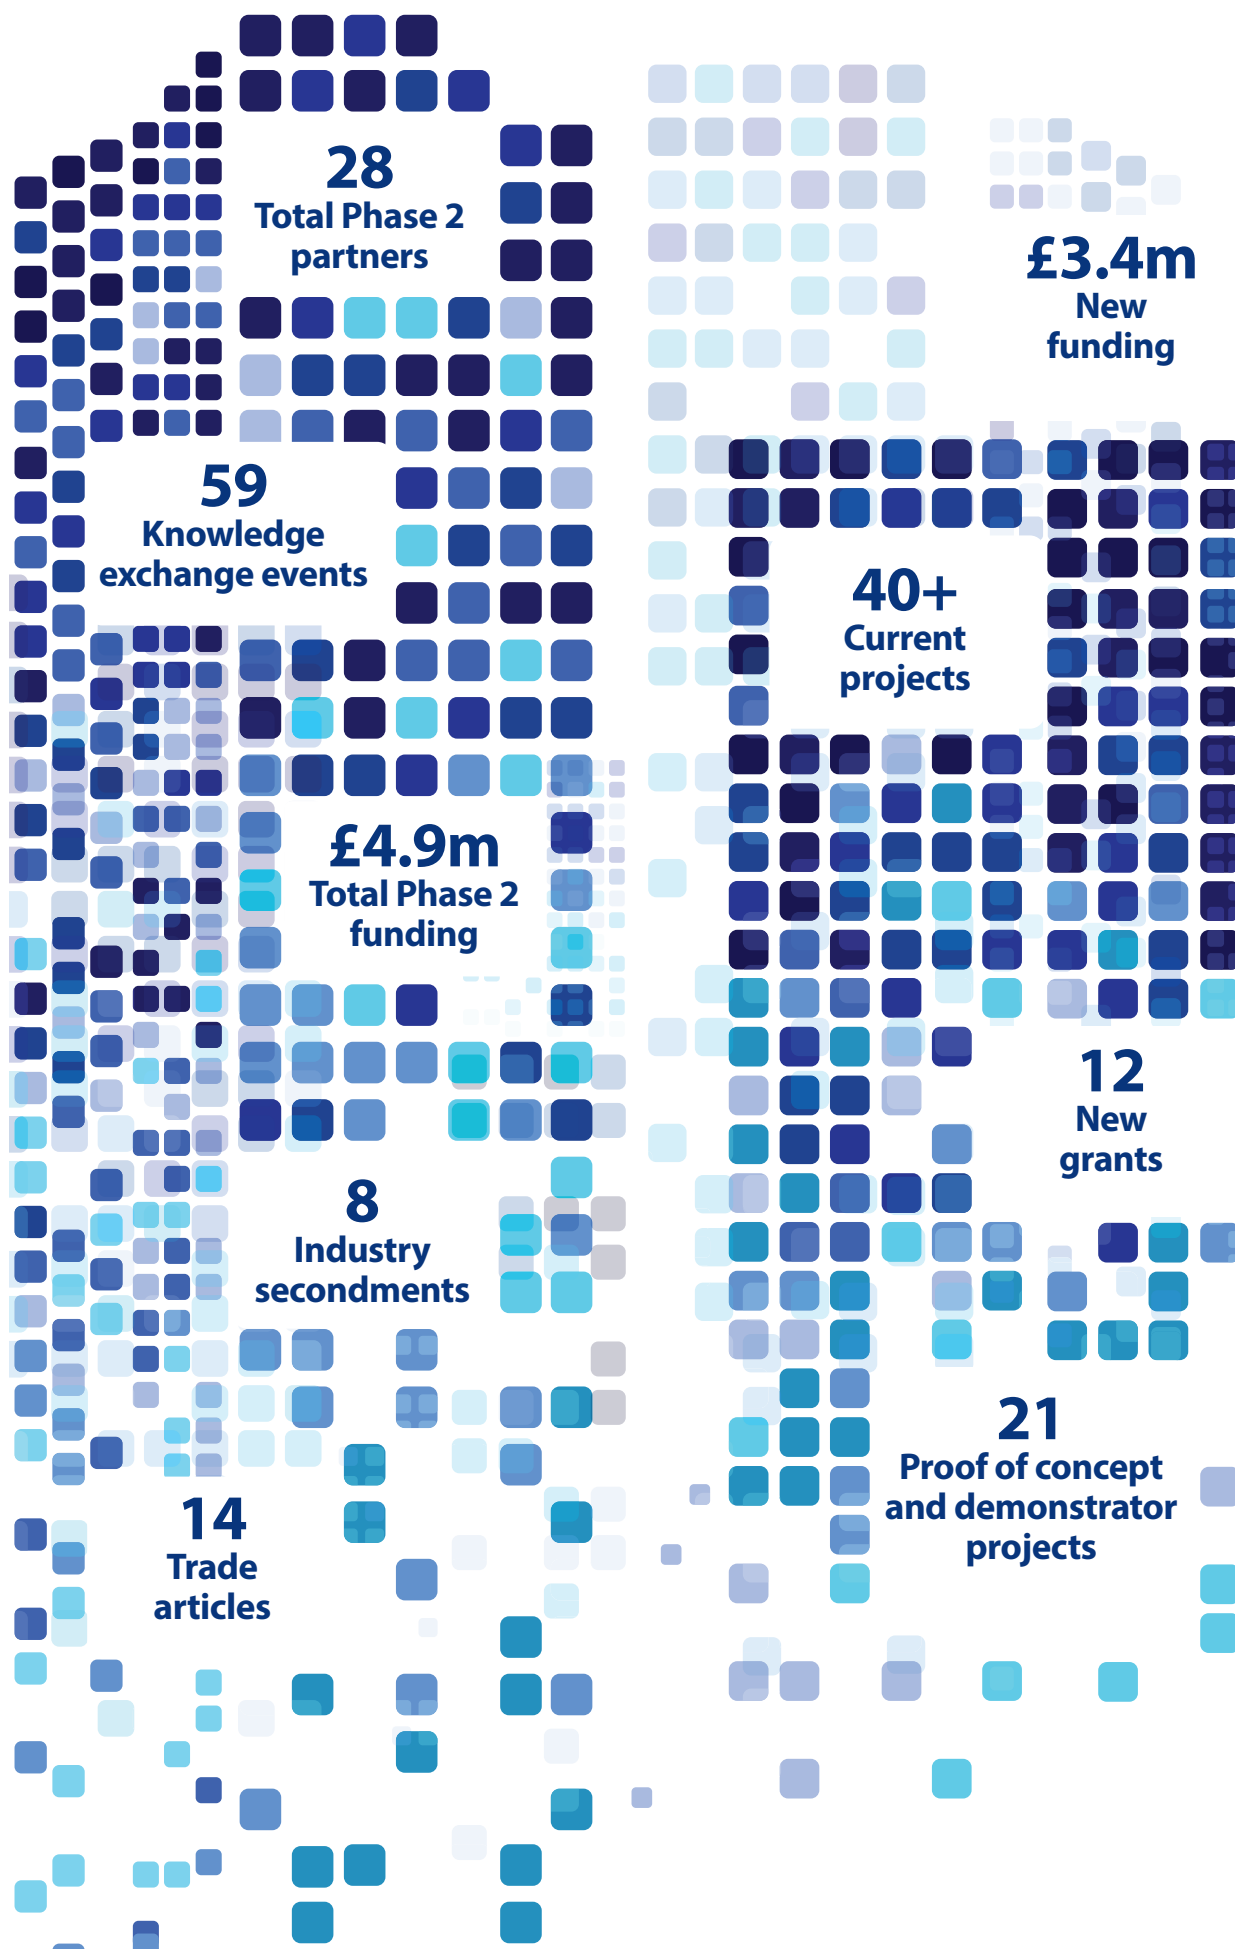 28
Total Phase 2
partners
59
Knowledge
exchange events
£4.9m
Total Phase 2
funding
8
Industry
secondments
14
Trade
articles
£3.4m
New
funding
40+
Current
projects
12
New
grants
21
Proof of concept
and demonstrator
projects